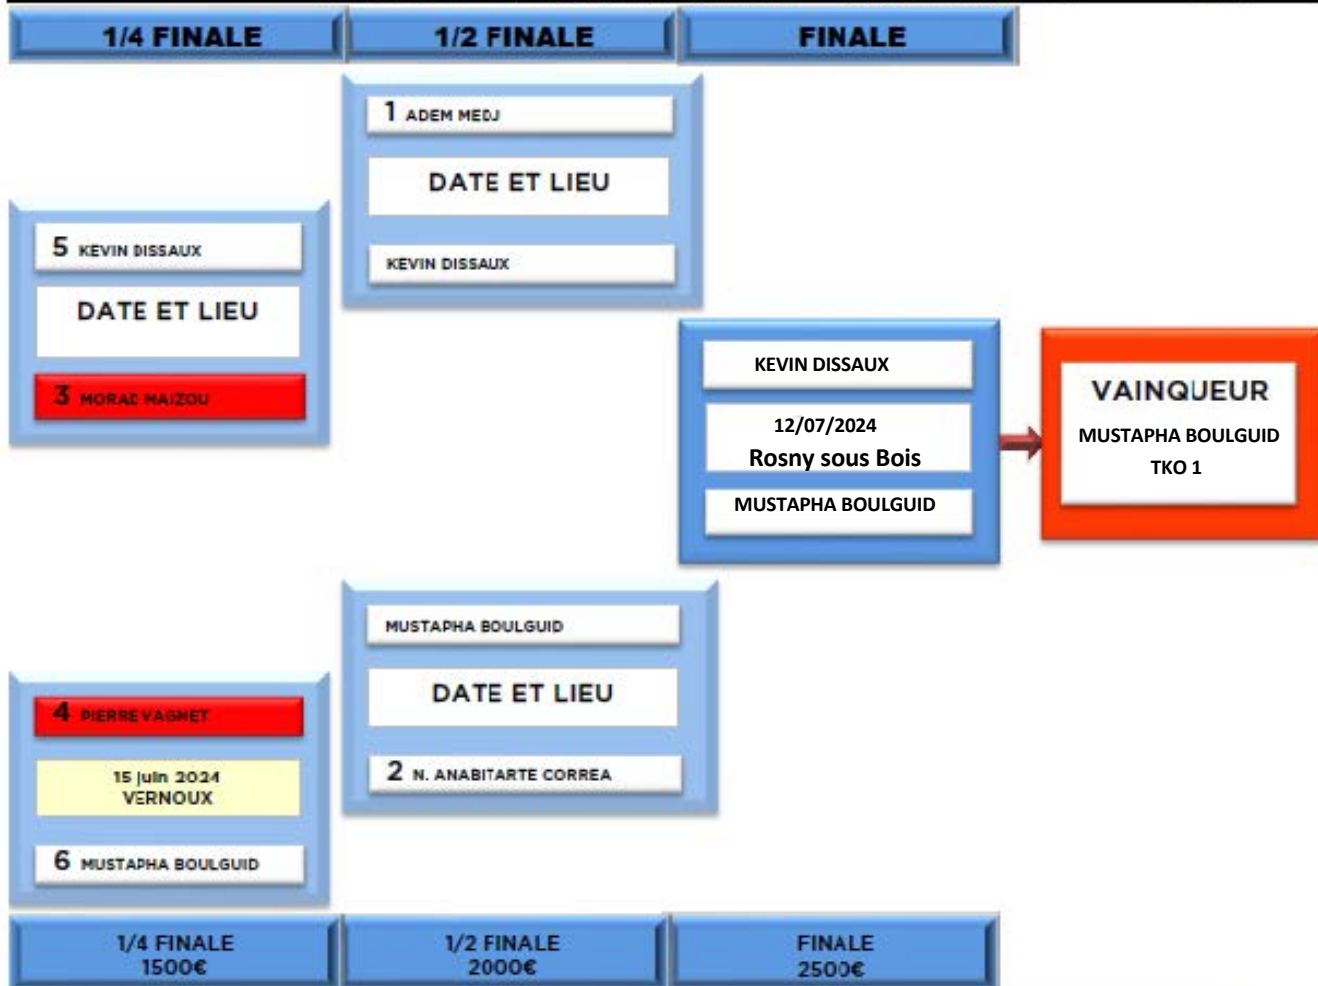 1/4 FINALE
1/2 FINALE
FINALE
1 ADEM MEDJ
DATE ET LIEU
KEVIN DISSAUX
5 KEVIN DISSAUX
DATE ET LIEU
3 MORAD MAIZOU
KEVIN DISSAUX
12/07/2024
Rosny sous Bois
MUSTAPHA BOULGUID
VAINQUEUR
MUSTAPHA BOULGUID
TKO 1
MUSTAPHA BOULGUID
DATE ET LIEU
2 N. ANABITARTE CORREA
4 PIERRE VAGNET
15 juin 2024
VERNOUX
6 MUSTAPHA BOULGUID
1/4 FINALE
1500€
1/2 FINALE
2000€
FINALE
2500€